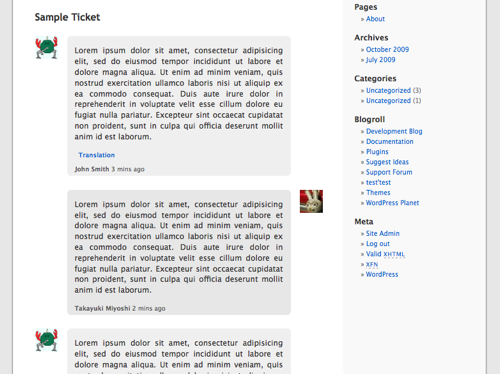 Sample Ticket
Lorem ipsum dolor sit amet, consectetur adipisicing
elit, sed do eiusmod tempor incididunt ut labore et
dolore magna aliqua. Ut enim ad minim veniam, quis
nostrud exercitation ullamco laboris nisi ut aliquip ex
ea commodo consequat. Duis aute irure dolor in
reprehenderit in voluptate velit esse cillum dolore eu
fugiat nulla pariatur. Excepteur sint occaecat cupidatat
non proident, sunt in culpa qui officia deserunt mollit
anim id est laborum.
Translation
John Smith 3 mins ago
Lorem ipsum dolor sit amet, consectetur adipisicing
elit, sed do eiusmod tempor incididunt ut labore et
dolore magna aliqua. Ut enim ad minim veniam, quis
nostrud exercitation ullamco laboris nisi ut aliquip ex
ea commodo consequat. Duis aute irure dolor in
reprehenderit in voluptate velit esse cillum dolore eu
fugiat nulla pariatur. Excepteur sint occaecat cupidatat
non proident, sunt in culpa qui officia deserunt mollit
anim id est laborum.
Takayuki Miyoshi 2 mins ago
Lorem ipsum dolor sit amet, consectetur adipisicing
elit, sed do eiusmod tempor incididunt ut labore et
dolore magna aliqua. Ut enim ad minim veniam, quis
Pages
» About
Archives
» October 2009
» July 2009
Categories
» Uncategorized (3)
» Uncategorized (1)
Blogroll
» Development Blog
» Documentation
» Plugins
» Suggest Ideas
» Support Forum
» test'test
» Themes
» WordPress Planet
Meta
» Site Admin
» Log out
» Valid XHTML
» XFN
» WordPress